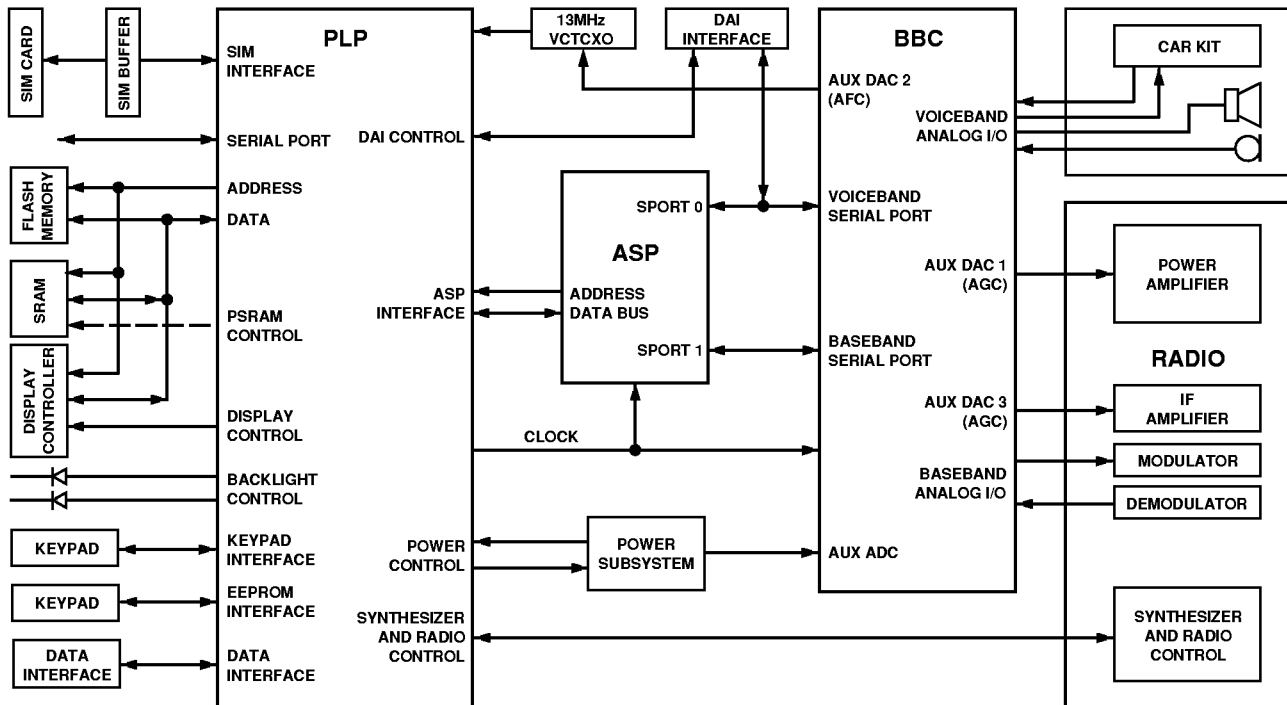 SIM CARD
SIM BUFFER
PLP
SIM
INTERFACE
SERIAL PORT
DAI CONTROL
FLASH
MEMORY
ADDRESS
DATA
SRAM
PSRAM
CONTROL
DISPLAY
CONTROLLER
DISPLAY
CONTROL
BACKLIGHT
CONTROL
KEYPAD
KEYPAD
INTERFACE
KEYPAD
EEPROM
INTERFACE
DATA
INTERFACE
DATA
INTERFACE
ASP
INTERFACE
POWER
CONTROL
SYNTHESIZER
AND RADIO
CONTROL
13MHz
VCTCXO
DAI
INTERFACE
SPORT 0
ASP
ADDRESS
DATA BUS
SPORT 1
CLOCK
POWER
SUBSYSTEM
BBC
AUX DAC 2
(AFC)
VOICEBAND
ANALOG I/O
VOICEBAND
SERIAL PORT
AUX DAC 1
(AGC)
BASEBAND
SERIAL PORT
AUX DAC 3
(AGC)
BASEBAND
ANALOG I/O
AUX ADC
CAR KIT
POWER
AMPLIFIER
RADIO
IF
AMPLIFIER
MODULATOR
DEMODULATOR
SYNTHESIZER
AND RADIO
CONTROL